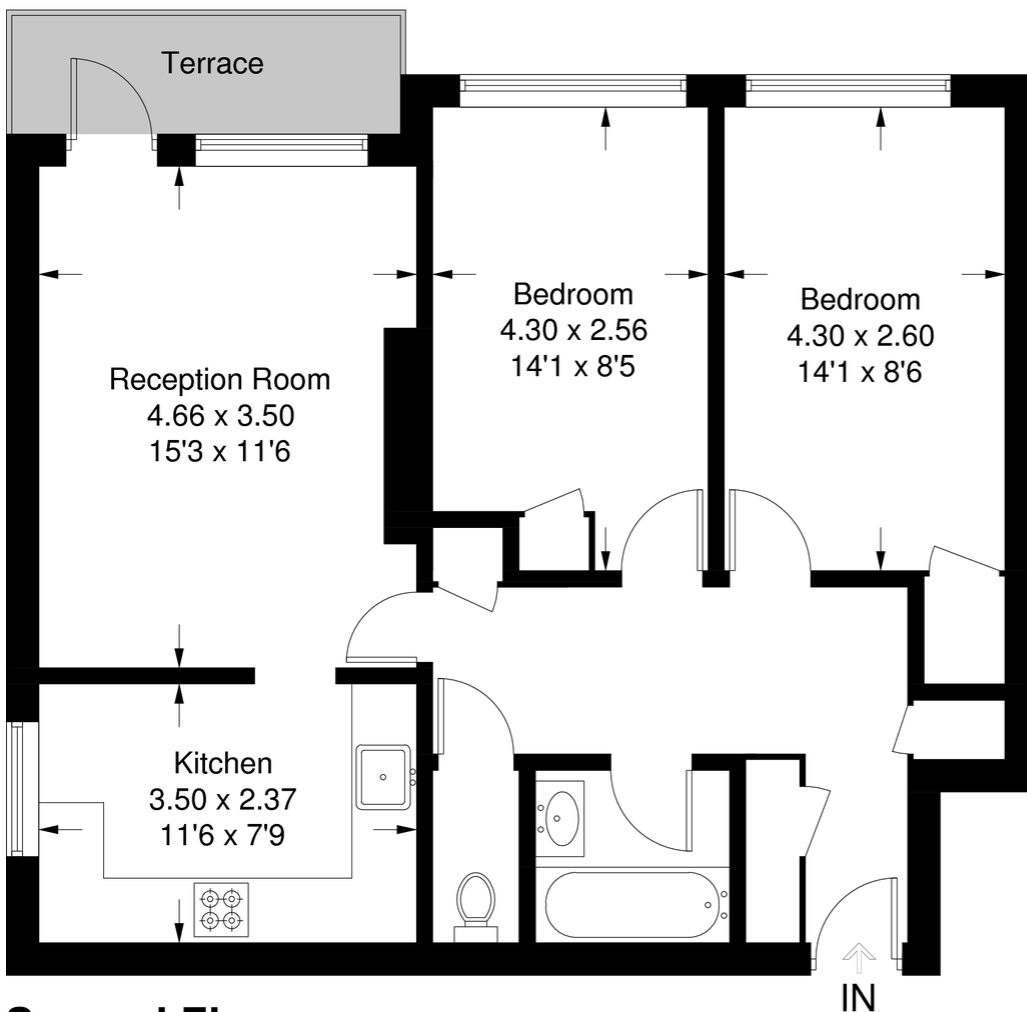 Terrace
Reception Room
4.66 x 3.50
15'3 x 11'6
Bedroom
4.30 x 2.56
14'1 x 8'5
Bedroom
4.30 x 2.60
14'1 x 8'6
Kitchen
3.50 x 2.37
11'6 x 7'9
IN